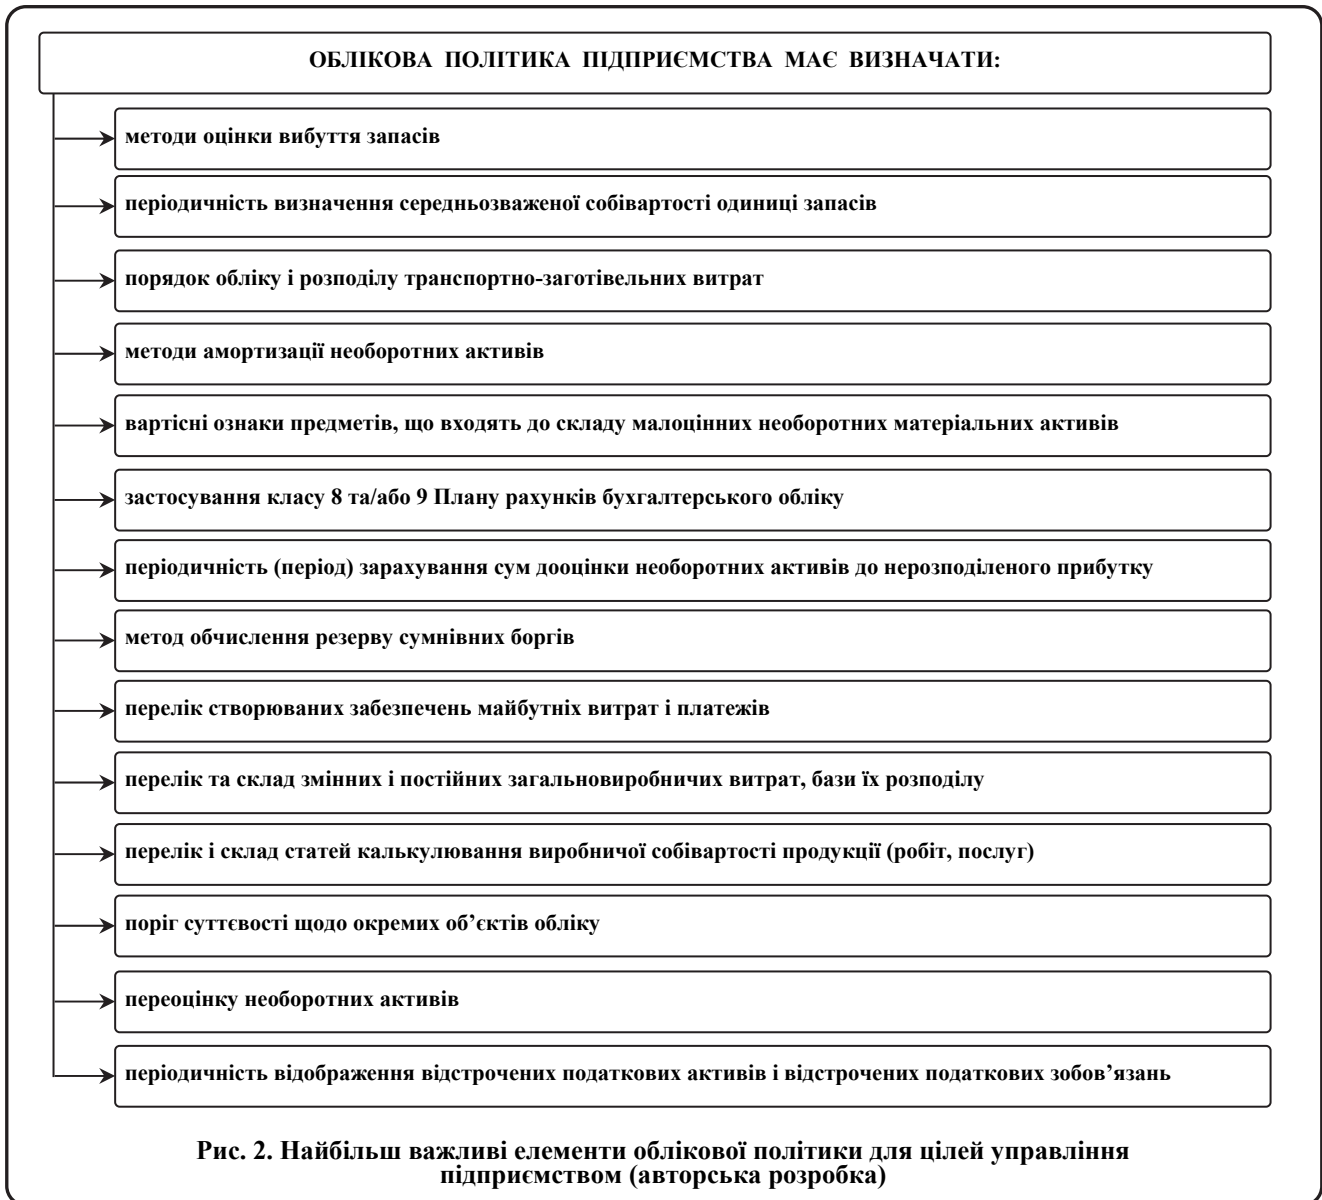 ОБЛІКОВА ПОЛІТИКА ПІДПРИЄМСТВА МАЄ ВИЗНАЧАТИ:
методи оцінки вибуття запасів
періодичність визначення середньозваженої собівартості одиниці запасів
порядок обліку і розподілу транспортно-заготівельних витрат
методи амортизації необоротних активів
вартісні ознаки предметів, що входять до складу малоцінних необоротних матеріальних активів
застосування класу 8 та/або 9 Плану рахунків бухгалтерського обліку
періодичність (період) зарахування сум дооцінки необоротних активів до нерозподіленого прибутку
метод обчислення резерву сумнівних боргів
перелік створюваних забезпечень майбутніх витрат і платежів
перелік та склад змінних і постійних загальновиробничих витрат, бази їх розподілу
перелік і склад статей калькулювання виробничої собівартості продукції (робіт, послуг)
поріг суттєвості щодо окремих об’єктів обліку
переоцінку необоротних активів
періодичність відображення відстрочених податкових активів і відстрочених податкових зобов’язань
Рис. 2. Найбільш важливі елементи облікової політики для цілей управління
підприємством (авторська розробка)